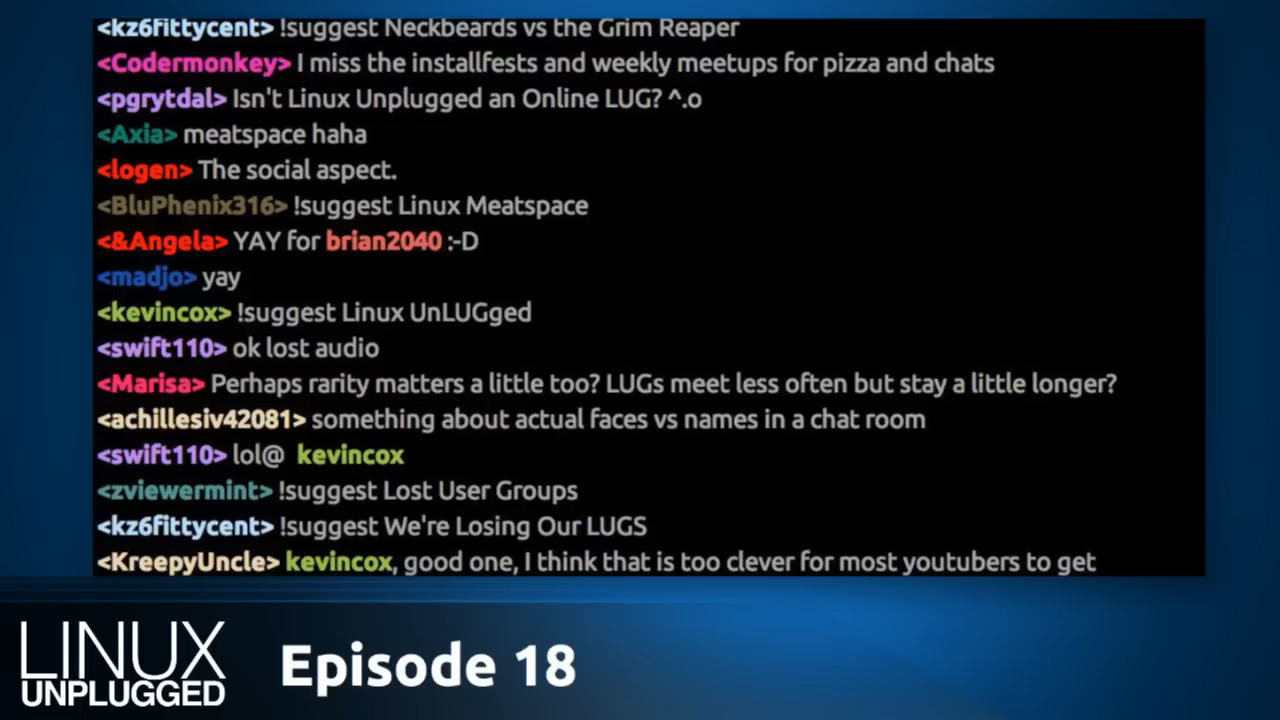 <kz6fittycent> !suggest Neckbeards vs the Grim Reaper
<Codermonkey> I miss the installfests and weekly meetups for pizza and chats
<pgrytdal> Isn't Linux Unplugged an Online LUG? ^.o
<Axia> meatspace haha
<logen> The social aspect.
<BluPhenix316> !suggest Linux Meatspace
<&Angela> YAY for brian2040 :-D
<madjo> yay
<kevincox> !suggest Linux UnLUGged
<swift110> ok lost audio
<Marisa> Perhaps rarity matters a little too? LUGs meet less often but stay a little longer?
<achillesiv42081> something about actual faces vs names in a chat room
<swift110> lol@ kevincox
<zviewermint> !suggest Lost User Groups
<kz6fittycent> !suggest We're Losing Our LUGS
<KreepyUncle> kevincox, good one, I think that is too clever for most youtubers to get
LINUX
UNPLUGGED
Episode 18